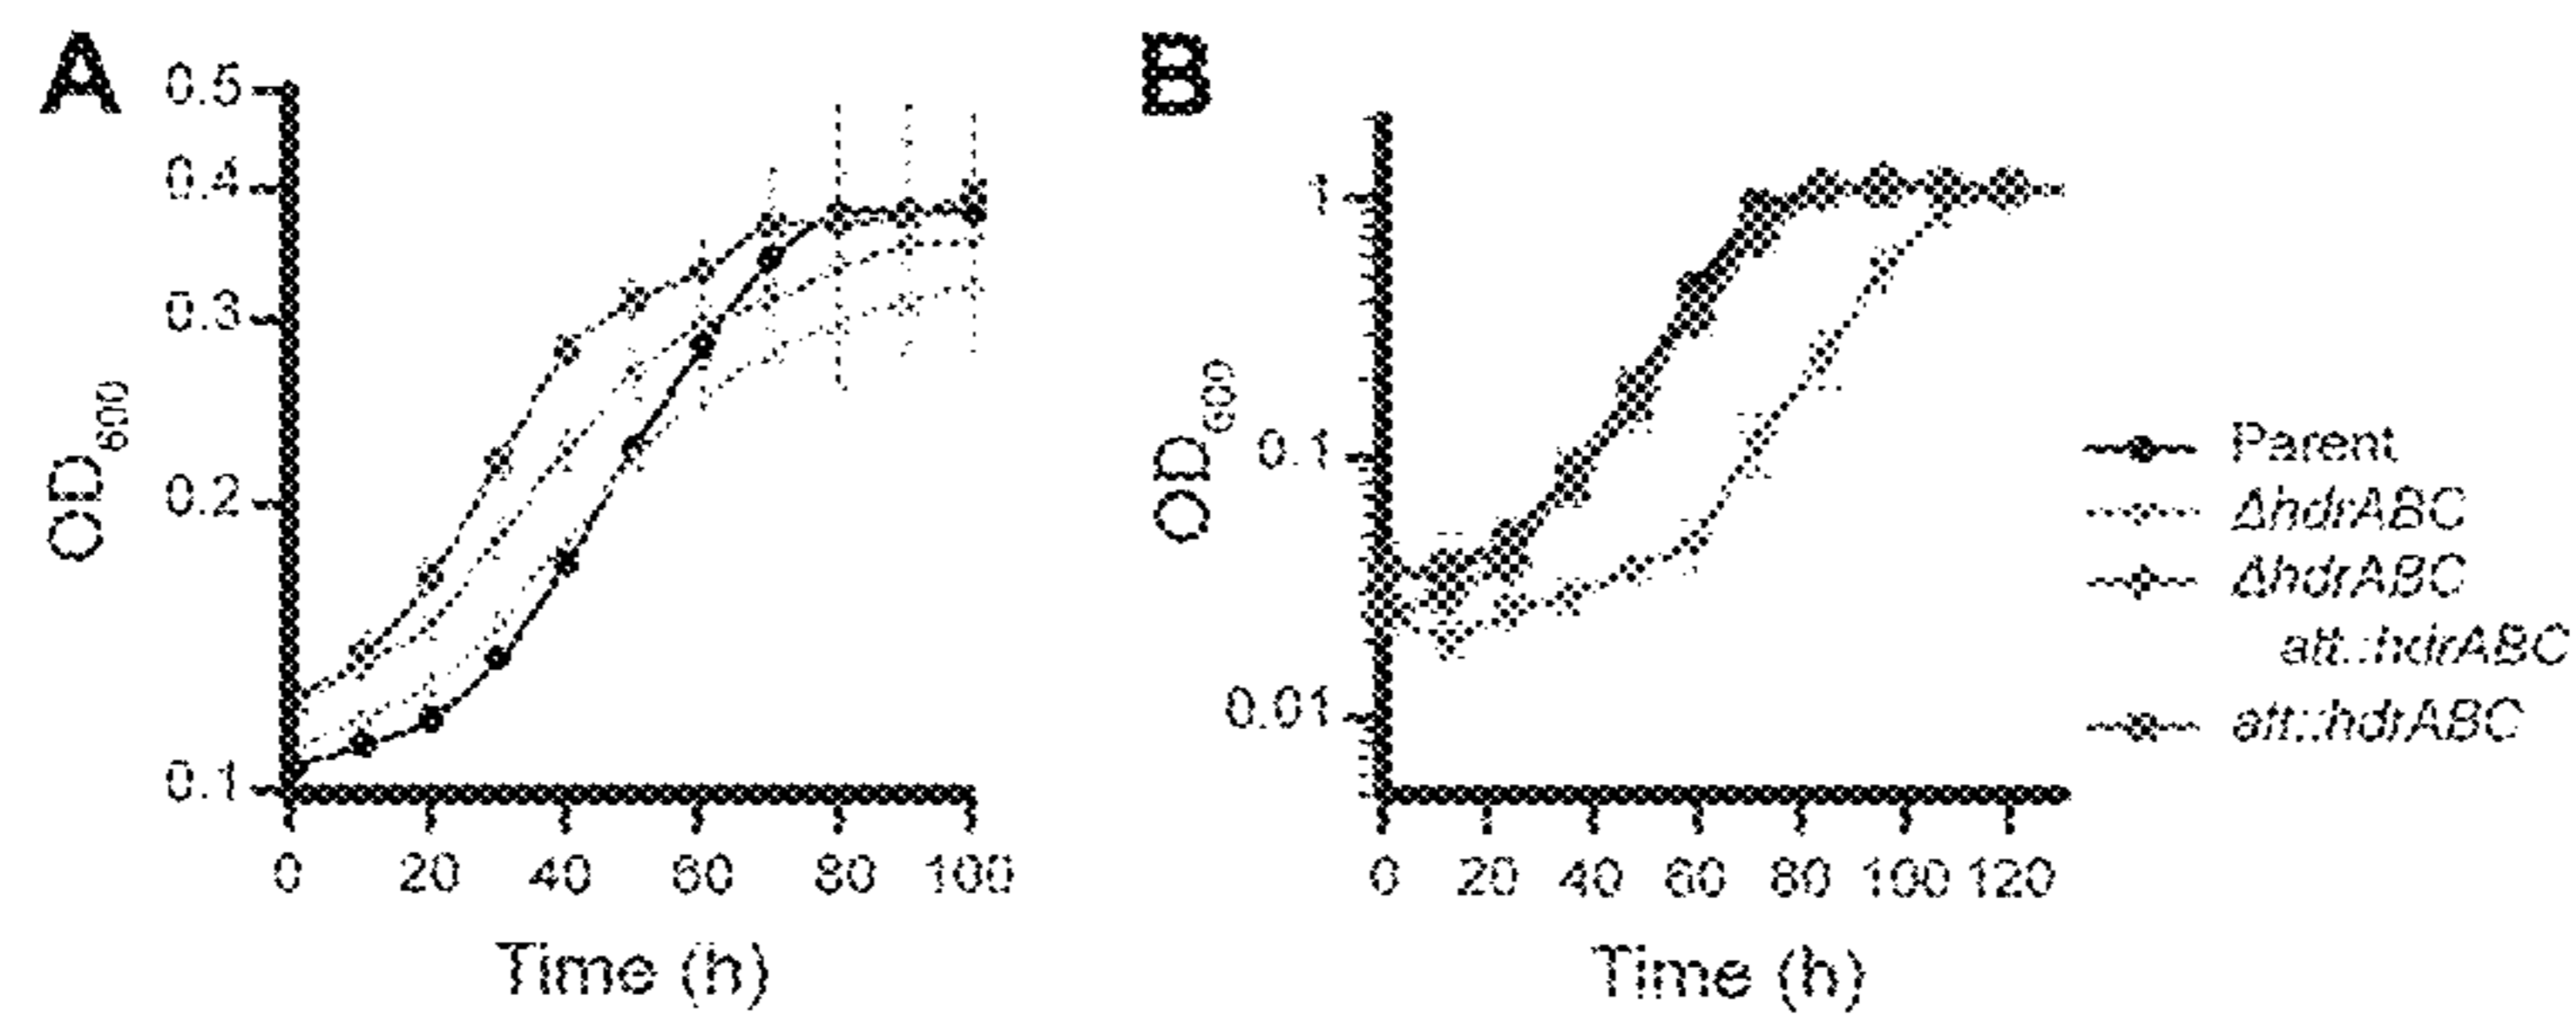 A
0.5
0.4
0.3
0.2
0.1
OD600
0 20 40 60 80 100
Time (h)
B
1
0.1
0.01
OD600
0 20 40 60 80 100 120
Time (h)
Parent
ΔhdrABC
ΔhdrABC
att::hdrABC
att::hdrABC